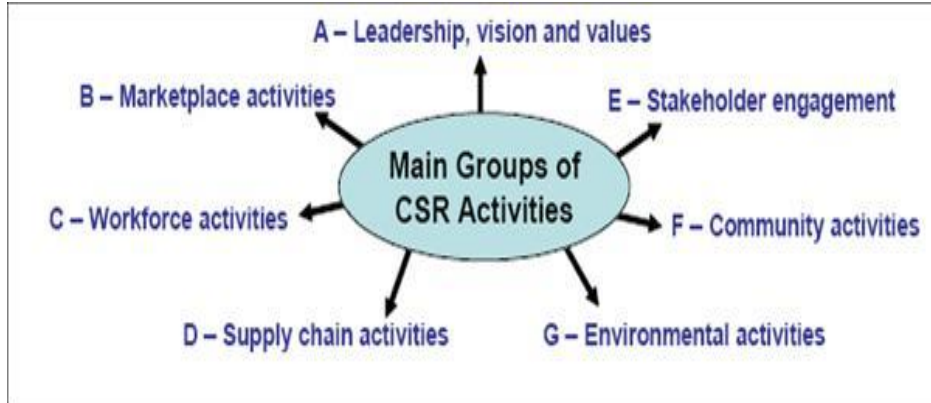 A – Leadership, vision and values
B – Marketplace activities
E – Stakeholder engagement
Main Groups of
CSR Activities
C – Workforce activities
F – Community activities
D – Supply chain activities
G – Environmental activities